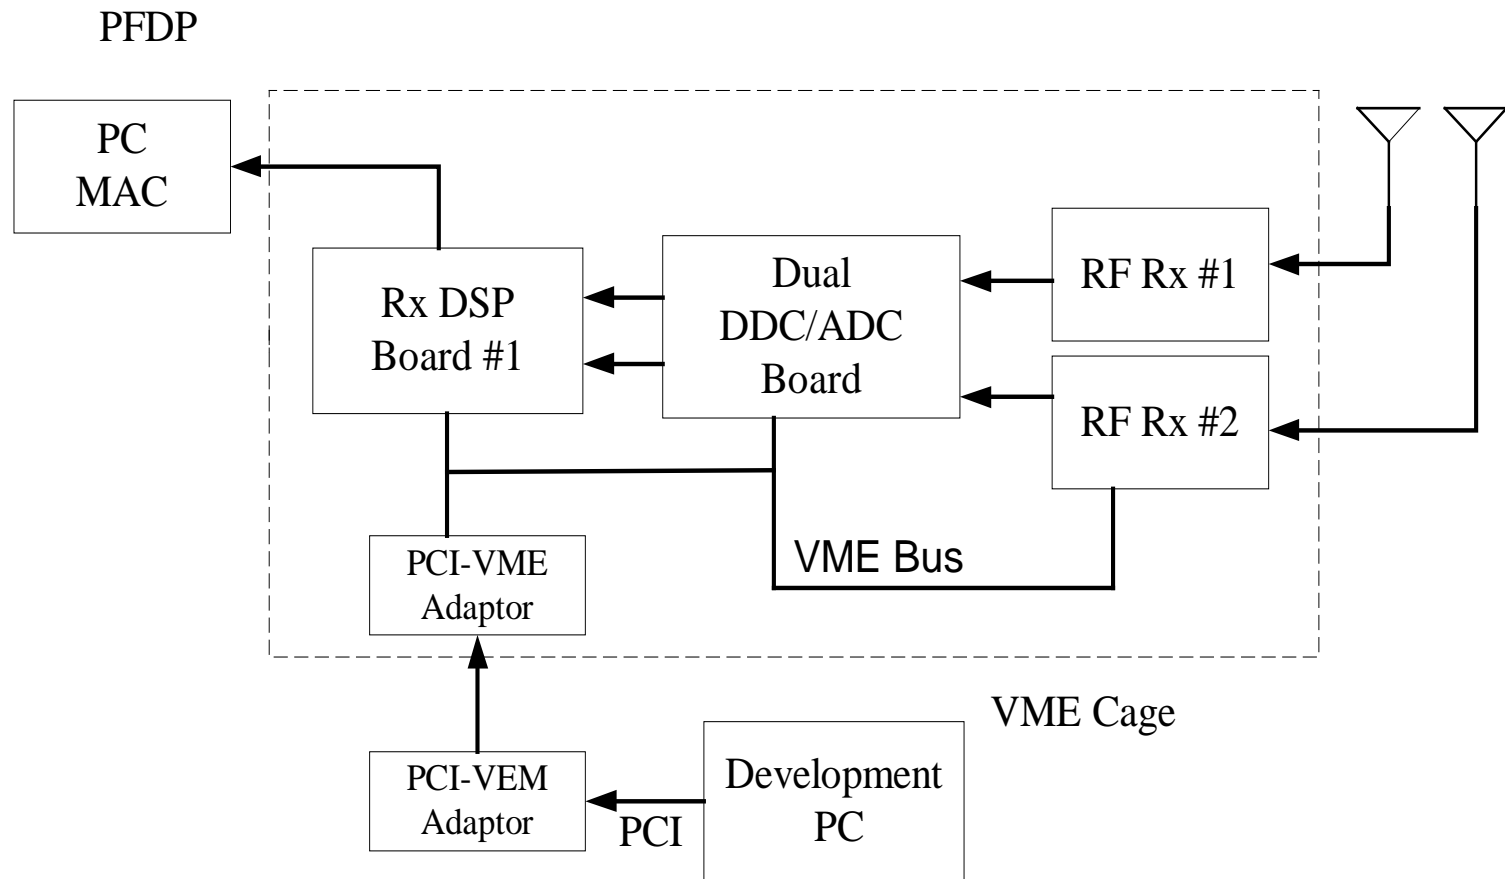 PFDP
PC
MAC
Rx DSP
Board #1
Dual
DDC/ADC
Board
RF Rx #1
RF Rx #2
PCI-VME
Adaptor
VME Bus
VME Cage
PCI-VEM
Adaptor
PCI
Development
PC